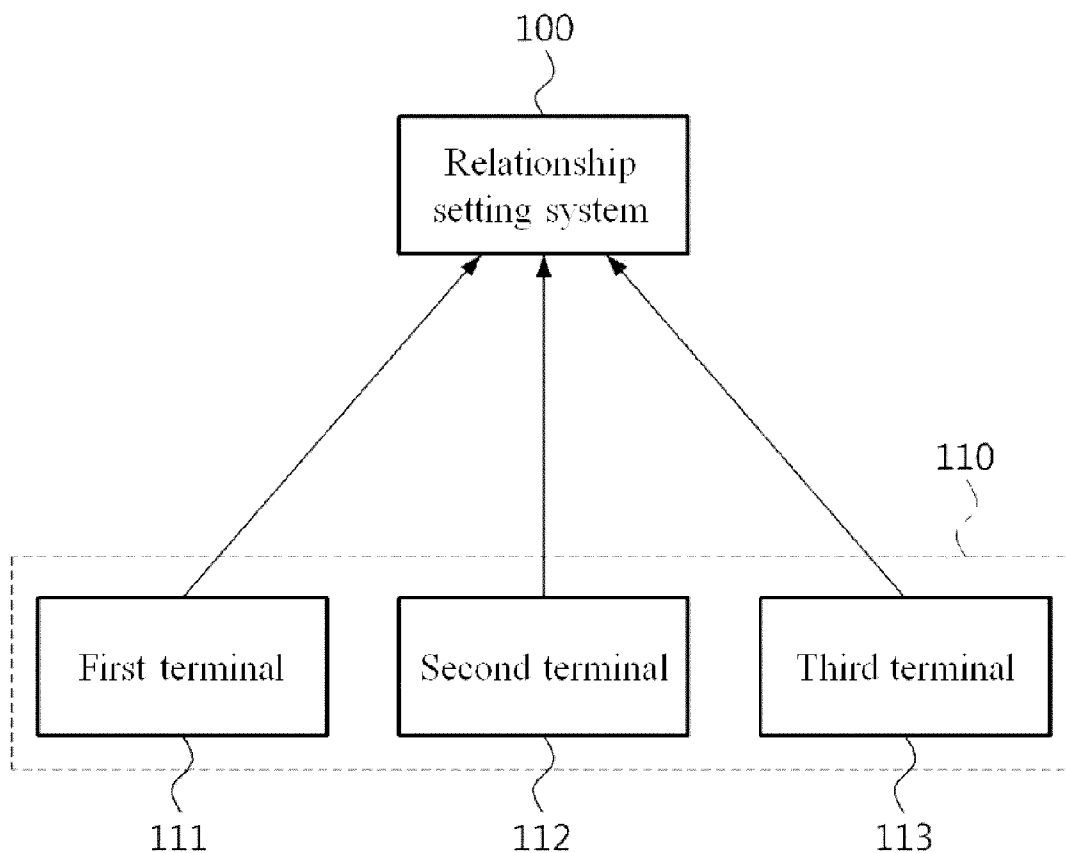 100
Relationship
setting system
110
First terminal
Second terminal
Third terminal
111
112
113